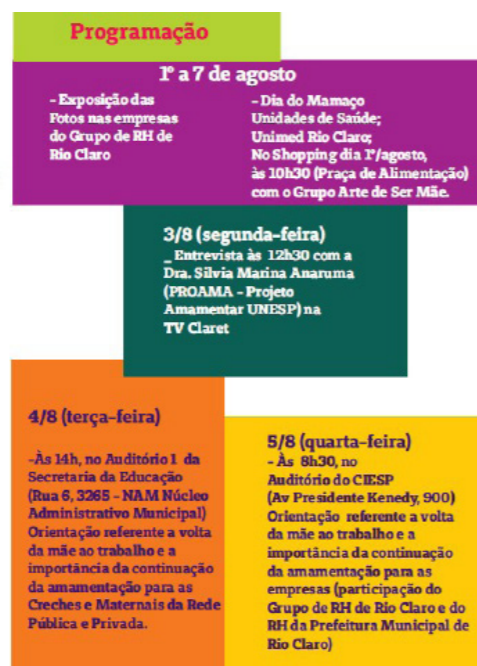 Programação
1º a 7 de agosto
- Exposição das
Fotos nas empresas
do Grupo de RH de
Rio Claro
- Dia do Mamaço
Unidades de Saúde;
Unimed Rio Claro;
No Shopping dia 1º/agosto,
às 10h30 (Praça de Alimentação)
com o Grupo Arte de Ser Mãe.
3/8 (segunda-feira)
_ Entrevista às 12h30 com a
Dra. Silvia Marina Anaruma
(PROAMA - Projeto
Amamentar UNESP) na
TV Claret
4/8 (terça-feira)
-Às 14h, no Auditório 1 da
Secretaria da Educação
(Rua 6, 3265 - NAM Núcleo
Administrativo Municipal)
Orientação referente a volta
da mãe ao trabalho e a
importância da continuação
da amamentação para as
Creches e Maternais da Rede
Pública e Privada.
5/8 (quarta-feira)
- Às 8h30, no
Auditório do CIESP
(Av Presidente Kenedy, 900)
Orientação referente a volta
da mãe ao trabalho e a
importância da continuação
da amamentação para as
empresas (participação do
Grupo de RH de Rio Claro e do
RH da Prefeitura Municipal de
Rio Claro)